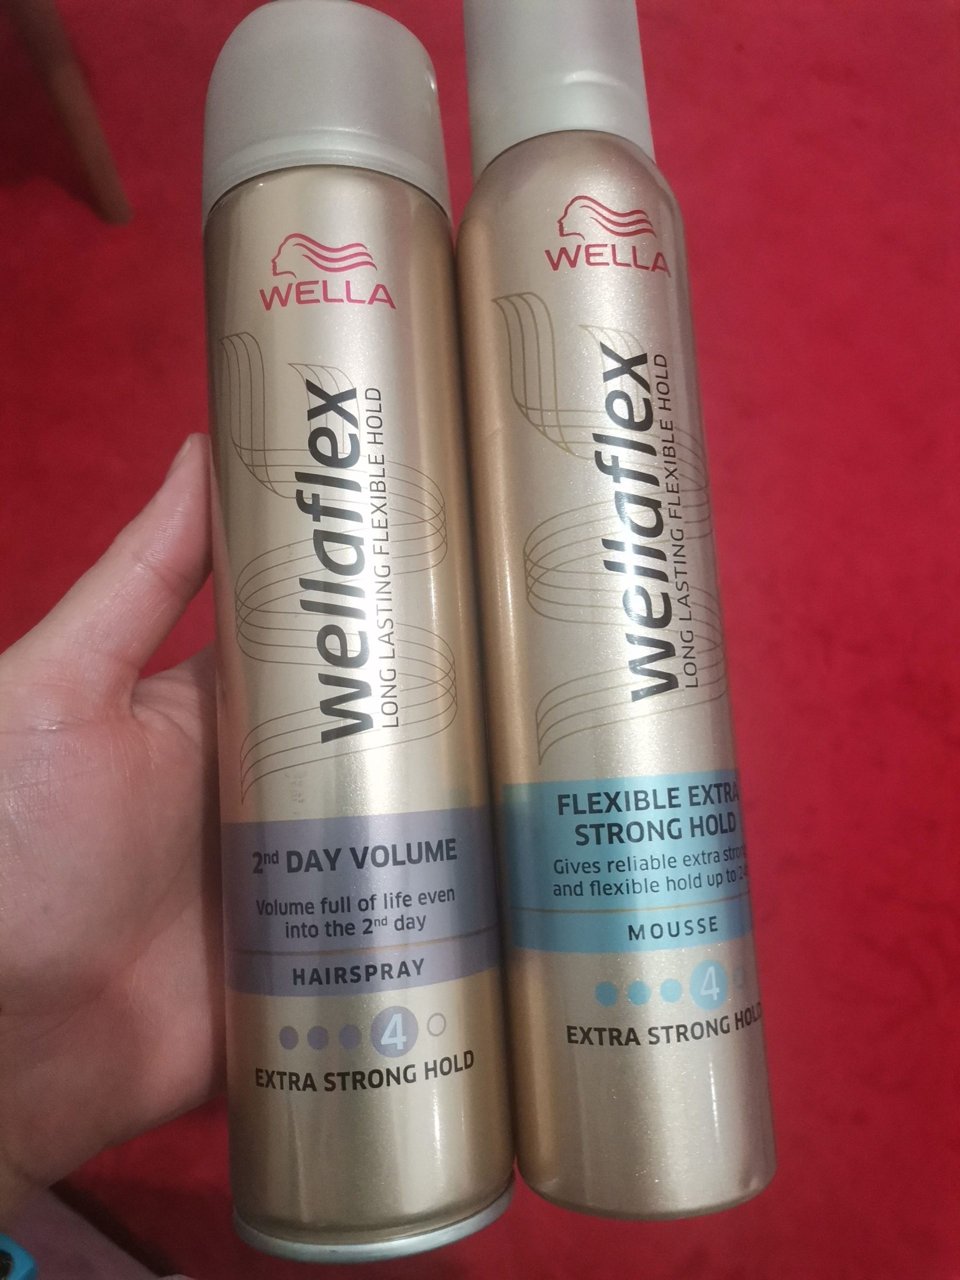 WELLA
wellaflex
LONG LASTING FLEXIBLE HOLD
2nd DAY VOLUME
Volume full of life even
into the 2nd day
HAIRSPRAY
4
EXTRA STRONG HOLD
WELLA
wellaflex
LONG LASTING FLEXIBLE HOLD
FLEXIBLE EXTRA
STRONG HOLD
Gives reliable extra strong
and flexible hold up to
MOUSSE
4
EXTRA STRONG HOLD